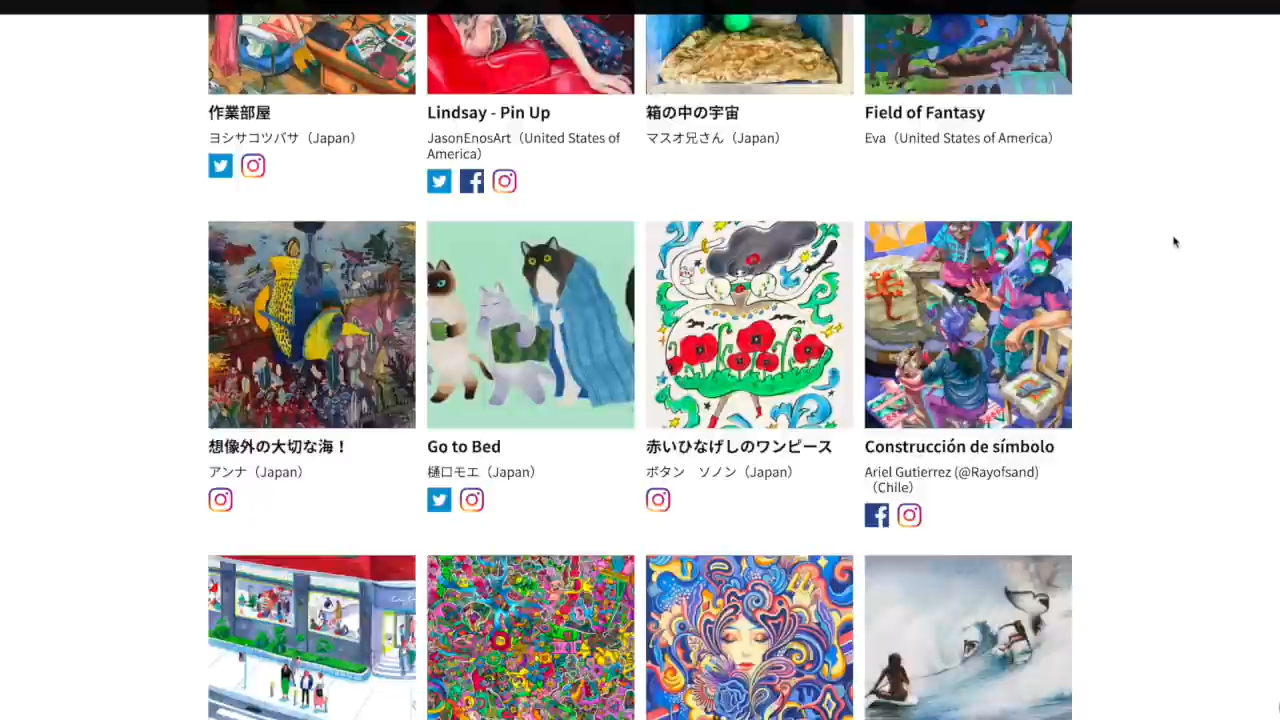 作業部屋
ヨシサコツバサ（Japan）
Lindsay - Pin Up
JasonEnosArt（United States of
America）
箱の中の宇宙
マスオ兄さん（Japan）
Field of Fantasy
Eva（United States of America）
想像外の大切な海！
アンナ（Japan）
Go to Bed
樋口モエ（Japan）
赤いひなげしのワンピース
ボタン　ソノン（Japan）
Construcción de símbolo
Ariel Gutierrez (@Rayofsand)
（Chile）